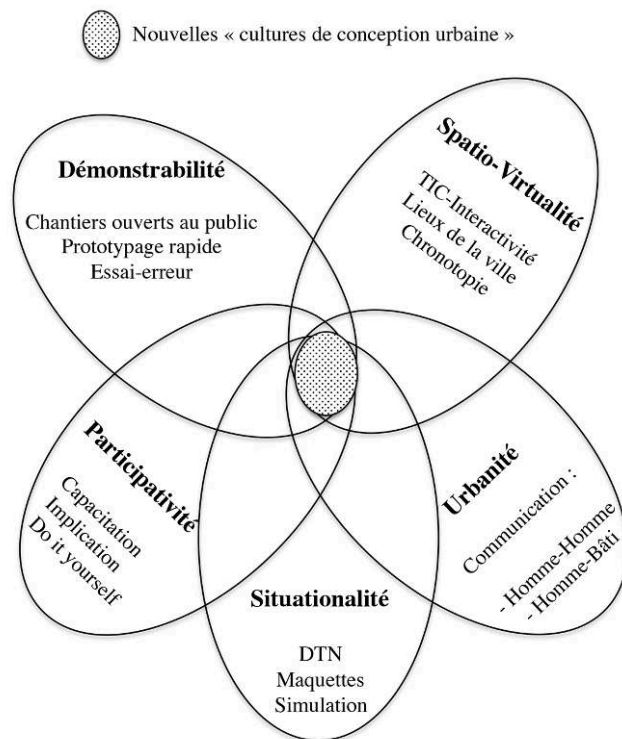 Nouvelles « cultures de conception urbaine »
Démonstrabilité
Chantiers ouverts au public
Prototypage rapide
Essai-erreur
Spatio-Virtualité
TIC-Interactivité
Lieux de la ville
Chronotopie
Participativité
Capacitation
Implication
Do it yourself
Urbanité
Communication :
- Homme-Homme
- Homme-Bâti
Situationalité
DTN
Maquettes
Simulation